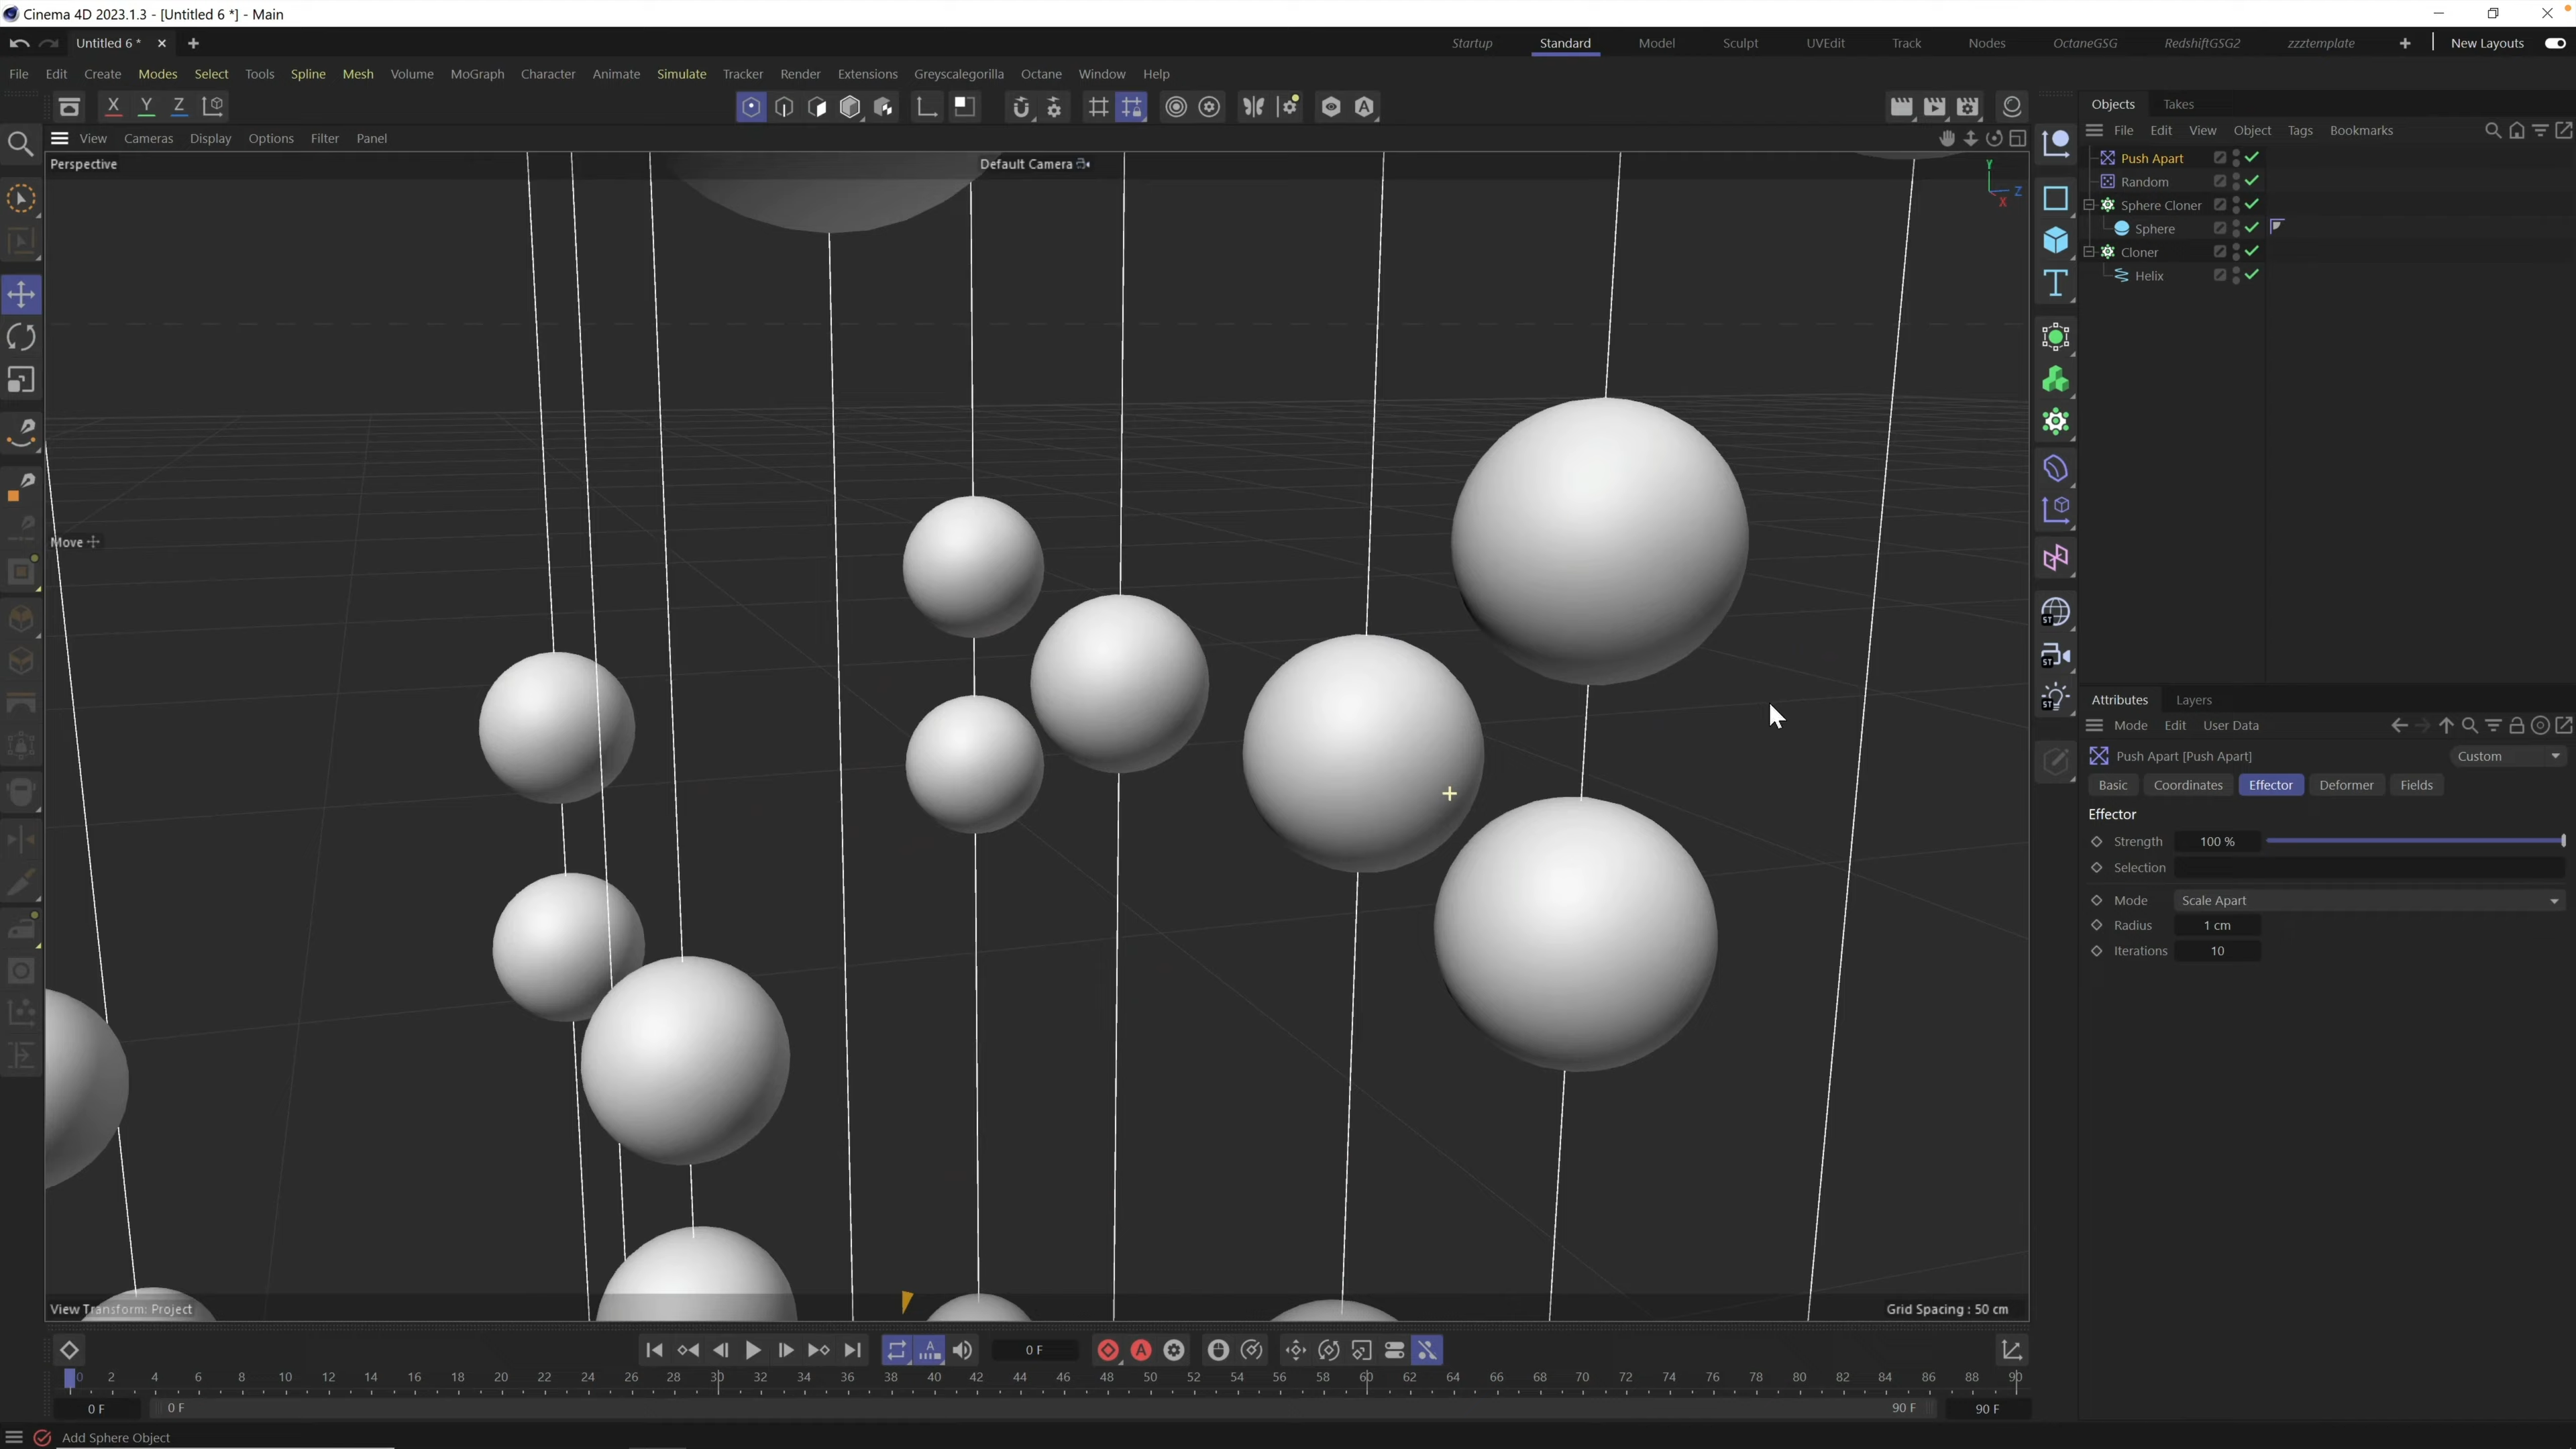 Cinema 4D 2023.1.3 - [Untitled 6 *] - Main
Untitled 6 *
Startup Standard Model Sculpt UVEdit Track Nodes OctaneGSG RedshiftGSG2 zzztemplate New Layouts
File Edit Create Modes Select Tools Spline Mesh Volume MoGraph Character Animate Simulate Tracker Render Extensions Greyscalegorilla Octane Window Help
X Y Z
View Cameras Display Options Filter Panel
Perspective
Default Camera
Y
Z
X
Move
View Transform: Project
Grid Spacing : 50 cm
Objects Takes
File Edit View Object Tags Bookmarks
Push Apart
Random
Sphere Cloner
Sphere
Cloner
Helix
ST
ST
ST
Attributes Layers
Mode Edit User Data
Push Apart [Push Apart]
Custom
Basic Coordinates Effector Deformer Fields
Effector
Strength 100 %
Selection
Mode Scale Apart
Radius 1 cm
Iterations 10
0 F
0 2 4 6 8 10 12 14 16 18 20 22 24 26 28 30 32 34 36 38 40 42 44 46 48 50 52 54 56 58 60 62 64 66 68 70 72 74 76 78 80 82 84 86 88 90
0 F 0 F 90 F 90 F
Add Sphere Object